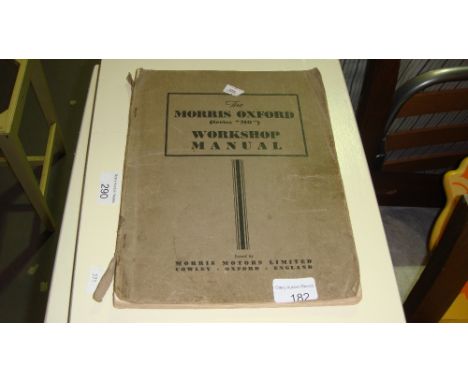 The
MORRIS OXFORD
(Series "MO")
WORKSHOP
MANUAL
Issued by
MORRIS MOTORS LIMITED
COWLEY · OXFORD · ENGLAND
182
290